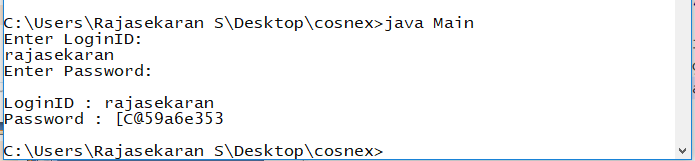 C:\Users\Rajasekaran S\Desktop\cosnex>java Main
Enter LoginID:
rajasekaran
Enter Password:
LoginID : rajasekaran
Password : [C@59a6e353
C:\Users\Rajasekaran S\Desktop\cosnex>